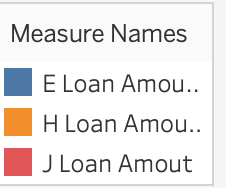 Measure Names
E Loan Amou..
H Loan Amou..
J Loan Amout